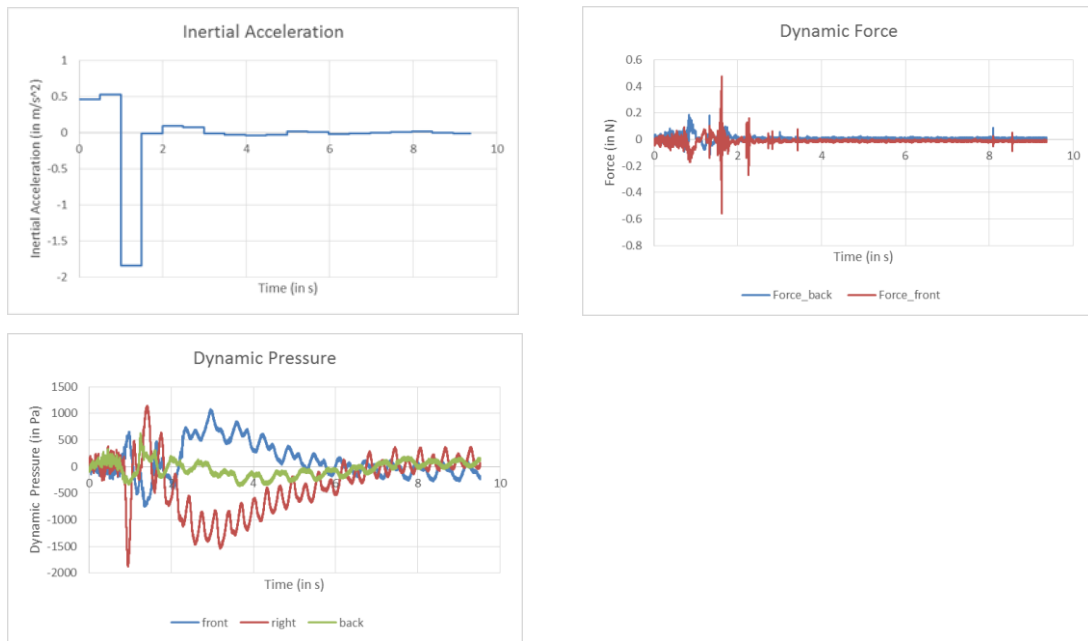 Inertial Acceleration
Inertial Acceleration (in m/s^2)
1
0.5
0
-0.5
-1
-1.5
-2
0 2 4 6 8 10
Time (in s)
Dynamic Force
Force (in N)
0.6
0.4
0.2
0
-0.2
-0.4
-0.6
-0.8
0 2 4 6 8 10
Time (in s)
Force_back Force_front
Dynamic Pressure
Dynamic Pressure (in Pa)
1500
1000
500
0
-500
-1000
-1500
-2000
0 2 4 6 8 10
Time (in s)
front right back